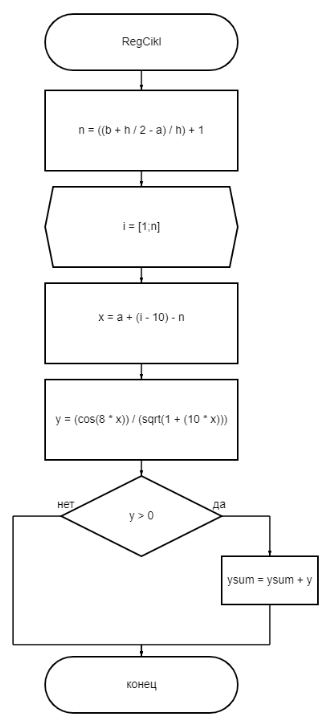 RegCikl
n = ((b + h / 2 - a) / h) + 1
i = [1;n]
x = a + (i - 10) - n
y = (cos(8 * x)) / (sqrt(1 + (10 * x)))
нет
да
y > 0
ysum = ysum + y
конец